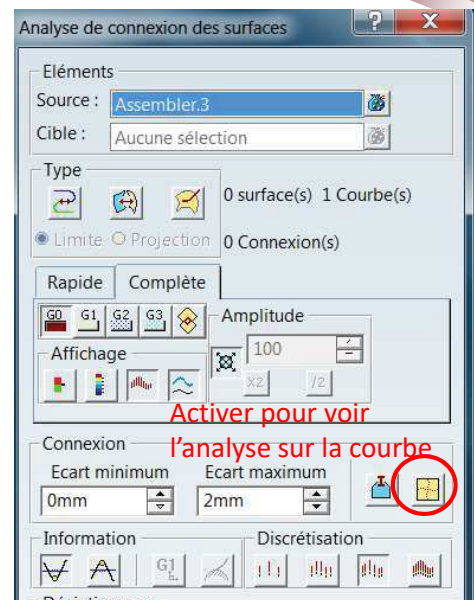 Analyse de connexion des surfaces
? X
Eléments
Source : Assembler.3
Cible : Aucune sélection
Type
0 surface(s) 1 Courbe(s)
Limite Projection 0 Connexion(s)
Rapide Complète
G0 G1 G2 G3
Amplitude
Affichage
100
X2 /2
Activer pour voir
l'analyse sur la courbe
Connexion
Ecart minimum Ecart maximum
0mm 2mm
Information Discrétisation
G1